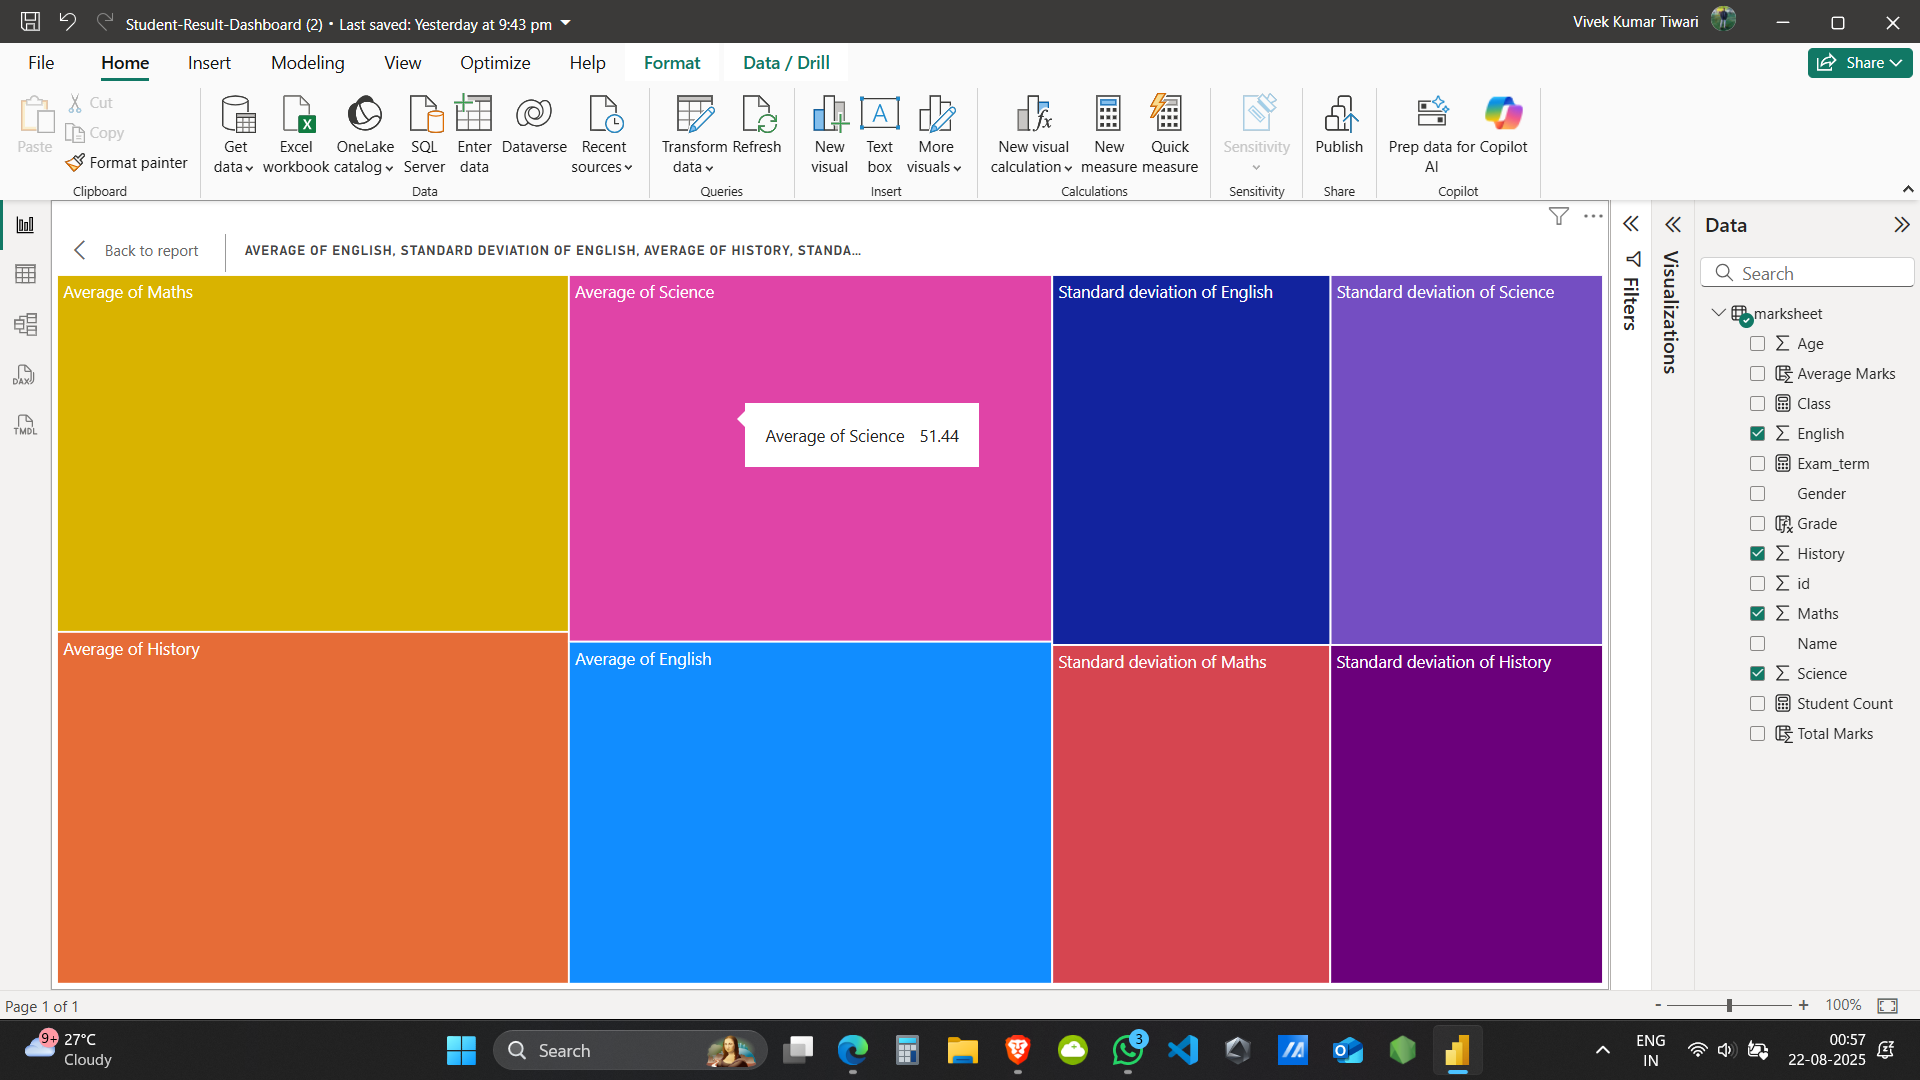 Student-Result-Dashboard (2) • Last saved: Yesterday at 9:43 pm
Vivek Kumar Tiwari
File
Home
Insert
Modeling
View
Optimize
Help
Format
Data / Drill
Share
Paste
Cut
Copy
Format painter
Clipboard
Get data
Excel workbook
OneLake catalog
SQL Server
Enter data
Dataverse
Recent sources
Data
Transform data
Refresh
Queries
New visual
Text box
More visuals
Insert
New visual calculation
New measure
Quick measure
Calculations
Sensitivity
Sensitivity
Publish
Share
Prep data for AI
Copilot
Copilot
DAX
TMDL
Back to report
AVERAGE OF ENGLISH, STANDARD DEVIATION OF ENGLISH, AVERAGE OF HISTORY, STANDA...
Average of Maths
Average of Science
Standard deviation of English
Standard deviation of Science
Average of Science 51.44
Average of History
Average of English
Standard deviation of Maths
Standard deviation of History
Filters
Visualizations
Data
Search
marksheet
Age
Average Marks
Class
English
Exam_term
Gender
Grade
History
id
Maths
Name
Science
Student Count
Total Marks
Page 1 of 1
- + 100%
9+
27°C
Cloudy
Search
3
ENG
IN
00:57
22-08-2025